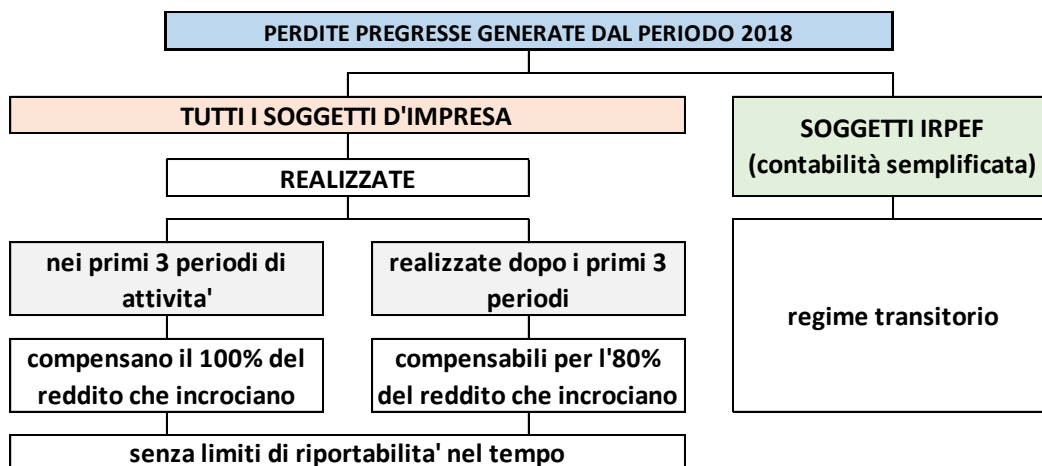 PERDITE PREGRESSE GENERATE DAL PERIODO 2018
TUTTI I SOGGETTI D'IMPRESA
SOGGETTI IRPEF
(contabilità semplificata)
REALIZZATE
nei primi 3 periodi di
attivita'
realizzate dopo i primi 3
periodi
regime transitorio
compensano il 100% del
reddito che incrociano
compensabili per l'80%
del reddito che incrociano
senza limiti di riportabilita' nel tempo